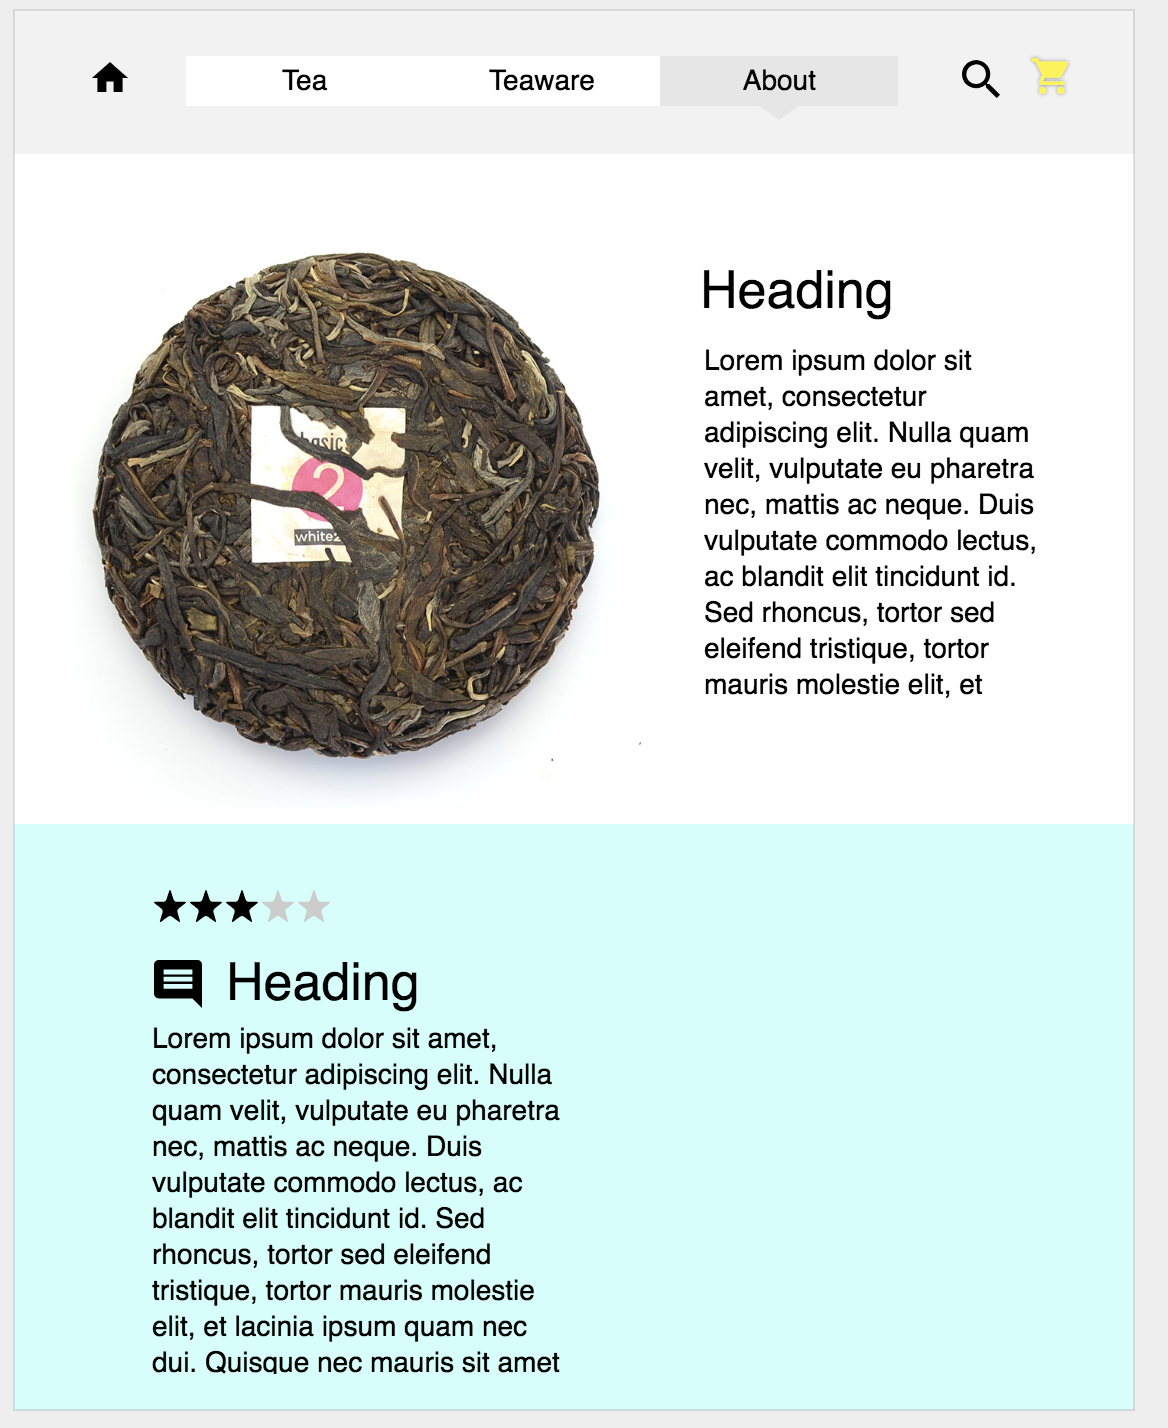 Tea
Teaware
About
Heading
Lorem ipsum dolor sit
amet, consectetur
adipiscing elit. Nulla quam
velit, vulputate eu pharetra
nec, mattis ac neque. Duis
vulputate commodo lectus,
ac blandit elit tincidunt id.
Sed rhoncus, tortor sed
eleifend tristique, tortor
mauris molestie elit, et
basics
2
Heading
Lorem ipsum dolor sit amet,
consectetur adipiscing elit. Nulla
quam velit, vulputate eu pharetra
nec, mattis ac neque. Duis
vulputate commodo lectus, ac
blandit elit tincidunt id. Sed
rhoncus, tortor sed eleifend
tristique, tortor mauris molestie
elit, et lacinia ipsum quam nec
dui. Quisque nec mauris sit amet